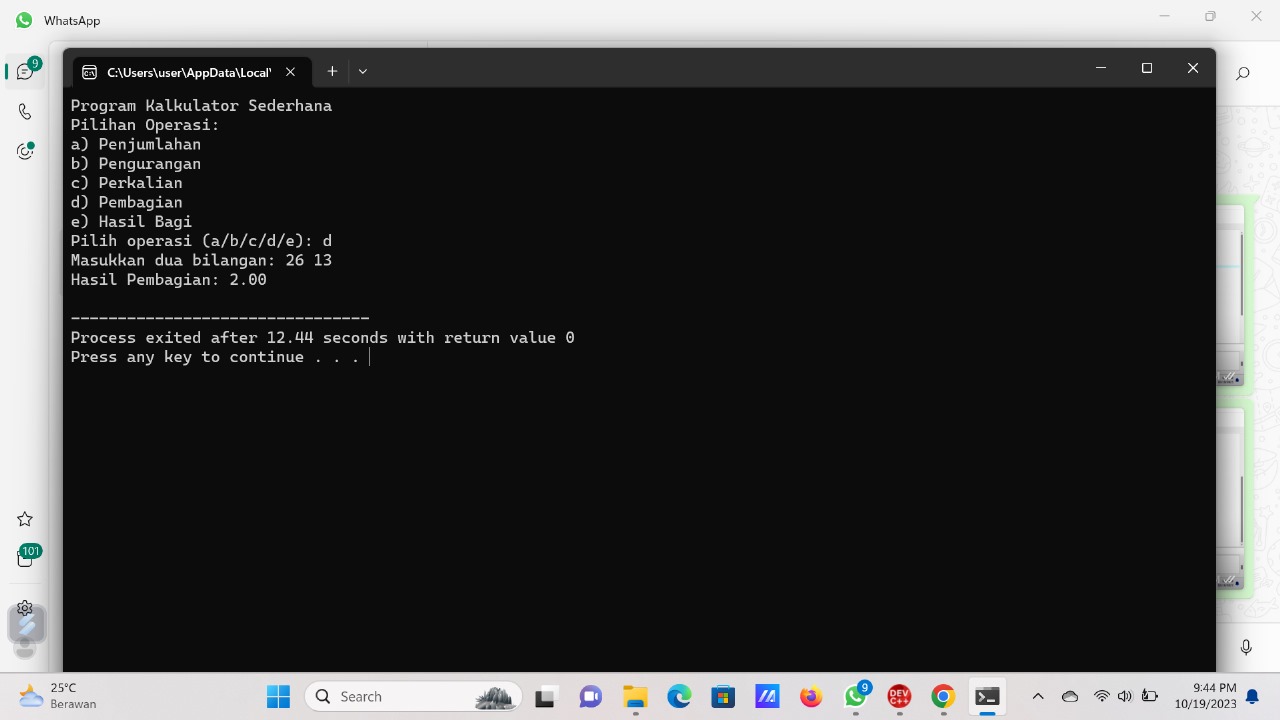 WhatsApp
9
C:\Users\user\AppData\Local\
Program Kalkulator Sederhana
Pilihan Operasi:
a) Penjumlahan
b) Pengurangan
c) Perkalian
d) Pembagian
e) Hasil Bagi
Pilih operasi (a/b/c/d/e): d
Masukkan dua bilangan: 26 13
Hasil Pembagian: 2.00
--------------------------------
Process exited after 12.44 seconds with return value 0
Press any key to continue . . .
101
25°C
Berawan
Search
9
DEV
C++
9:44 PM
10/19/2023